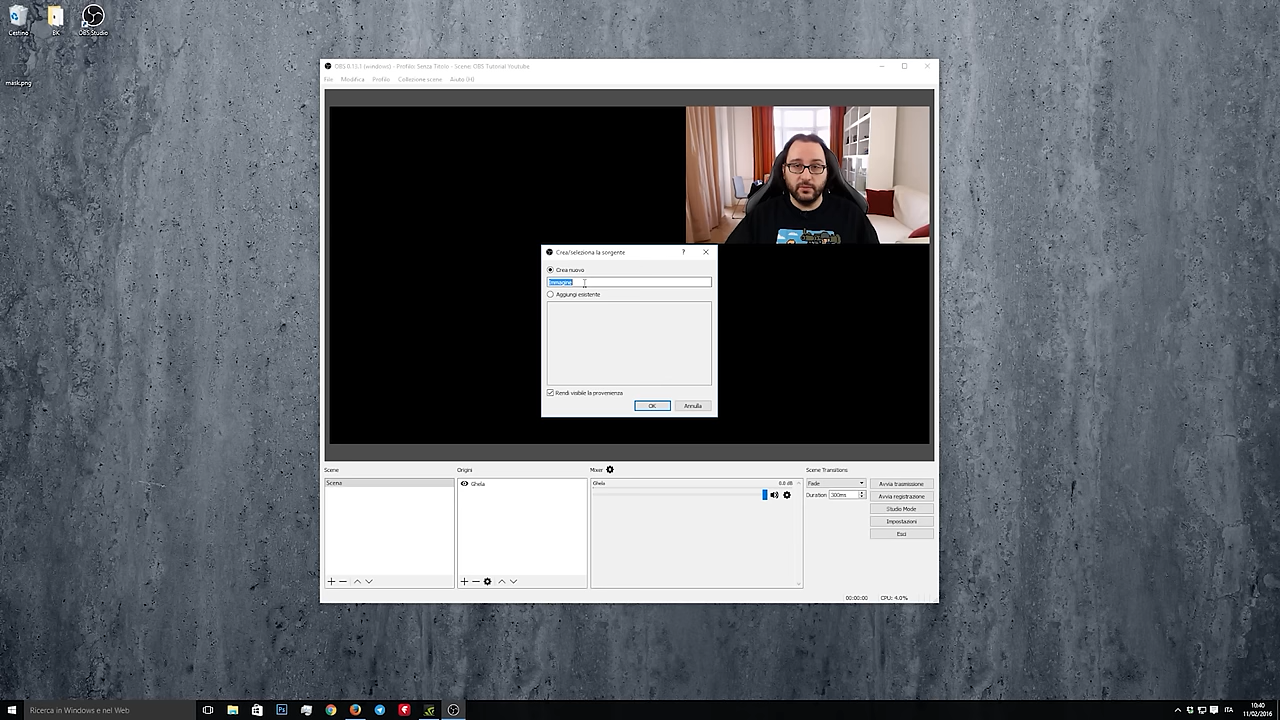 Cestino
BK
OBS Studio
mask.png
OBS 0.13.1 (windows) - Profilo: Senza Titolo - Scene: OBS Tutorial Youtube
File Modifica Profilo Collezione scene Aiuto (H)
Crea/seleziona la sorgente
?
Crea nuovo
Immagine
Aggiungi esistente
Rendi visibile la provenienza
OK Annulla
Scene
Scena
Origini
Ghela
Mixer
Ghela 0.0 dB
Scene Transitions
Fade
Duration 300ms
Avvia trasmissione
Avvia registrazione
Studio Mode
Impostazioni
Esci
00:00:00 CPU: 4.0%
Ricerca in Windows e nel Web
Ps
ITA
10:40
11/02/2016